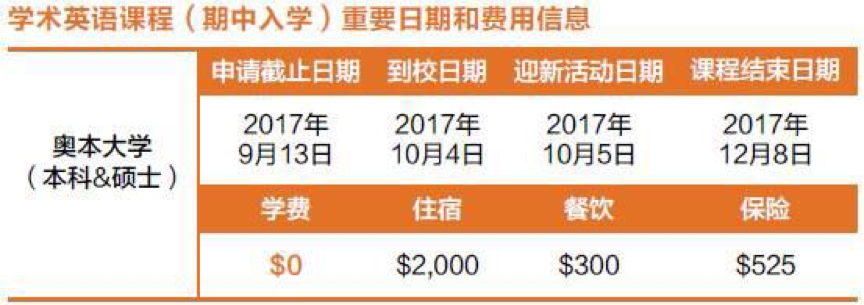 学术英语课程（期中入学）重要日期和费用信息
申请截止日期 到校日期 迎新活动日期 课程结束日期
奥本大学
（本科&硕士）
2017年 2017年 2017年 2017年
9月13日 10月4日 10月5日 12月8日
学费 住宿 餐饮 保险
$0 $2,000 $300 $525